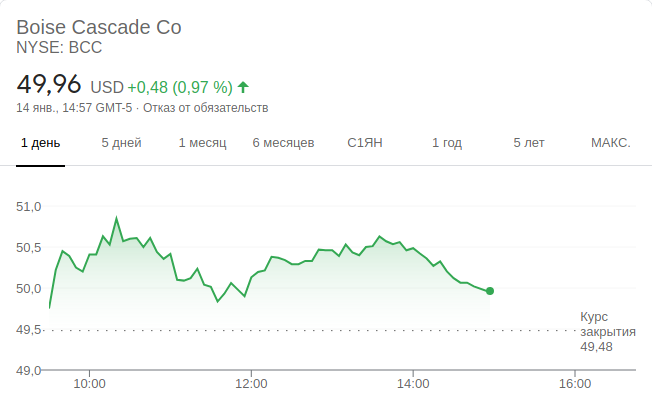 Boise Cascade Co
NYSE: BCC
49,96 USD +0,48 (0,97 %)
14 янв., 14:57 GMT-5 · Отказ от обязательств
1 день 5 дней 1 месяц 6 месяцев С1ЯН 1 год 5 лет МАКС.
51,0
50,5
50,0
49,5
49,0
Курс
закрытия
49,48
10:00 12:00 14:00 16:00